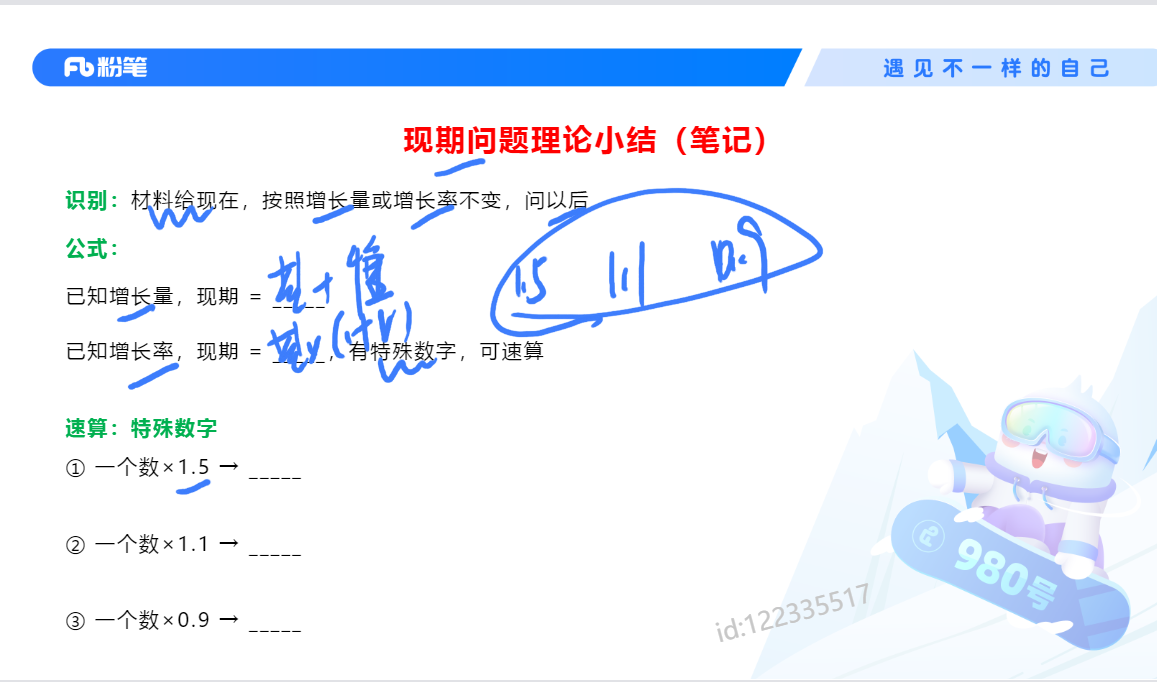 粉笔
遇见不一样的自己
现期问题理论小结（笔记）
识别：材料给现在，按照增长量或增长率不变，问以后
公式：
1.5 1.1 0.9
已知增长量，现期 = _____
已知增长率，现期 = _____，有特殊数字，可速算
×(1+r)
速算：特殊数字
① 一个数×1.5 → _____
② 一个数×1.1 → _____
③ 一个数×0.9 → _____
980号
id:122335517